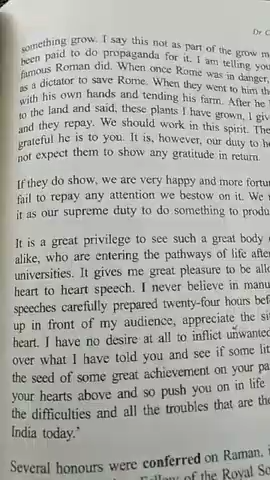 Dr C
something grow. I say this not as part of the grow m
been paid to do propaganda for it. I am telling you
famous Roman did. When once Rome was in danger,
as a dictator to save Rome. When they went to him th
with his own hands and tending his farm. After he
to the land and said, these plants I have grown, I giv
and they repay. We should work in this spirit. The
grateful he is to you. It is, however, our duty to he
not expect them to show any gratitude in return.
If they do show, we are very happy and more fortu
fail to repay any attention we bestow on it. We
it as our supreme duty to do something to produ
It is a great privilege to see such a great body
alike, who are entering the pathways of life after
universities. It gives me great pleasure to be allo
heart to heart speech. I never believe in manu
speeches carefully prepared twenty-four hours bef
up in front of my audience, appreciate the si
heart. I have no desire at all to inflict unwanted
over what I have told you and see if some lit
the seed of some great achievement on your pa
your hearts above and so push you on in life
the difficulties and all the troubles that are the
India today.'
Several honours were conferred on Raman, i
Fellow of the Royal So